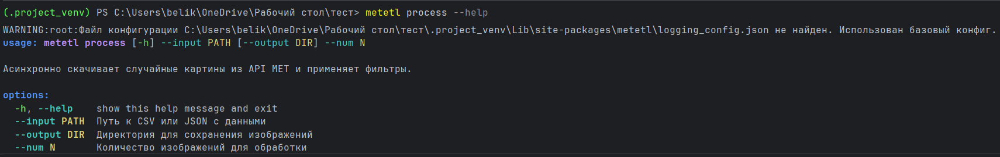 (.project_venv) PS C:\Users\belik\OneDrive\Рабочий стол\тест> metetl process --help
WARNING:root:Файл конфигурации C:\Users\belik\OneDrive\Рабочий стол\тест\.project_venv\Lib\site-packages\metetl\logging_config.json не найден. Использован базовый конфиг.
usage: metetl process [-h] --input PATH [--output DIR] --num N
Асинхронно скачивает случайные картины из API MET и применяет фильтры.
options:
-h, --help show this help message and exit
--input PATH Путь к CSV или JSON с данными
--output DIR Директория для сохранения изображений
--num N Количество изображений для обработки